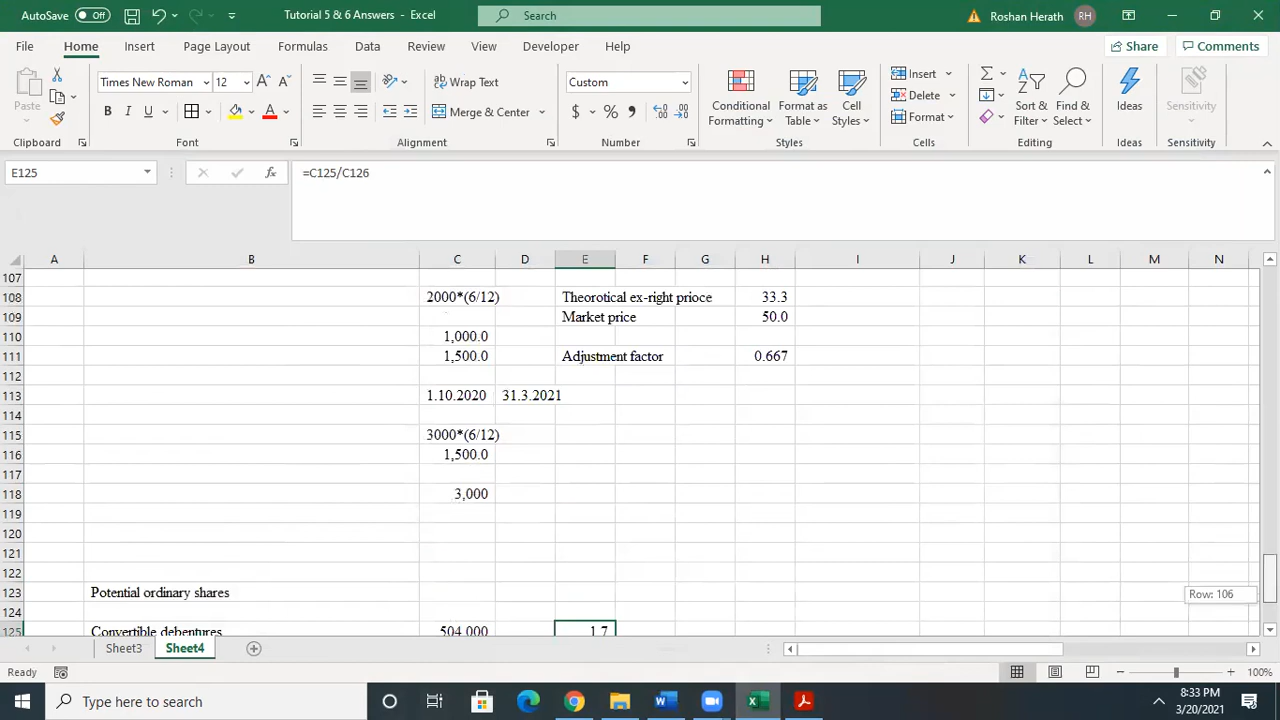 AutoSave Off Tutorial 5 & 6 Answers - Excel Search Roshan Herath RH
File Home Insert Page Layout Formulas Data Review View Developer Help Share Comments
Times New Roman 12 Wrap Text Custom Insert
Paste B I U Merge & Center $ % Conditional Formatting Format as Table Cell Styles Delete Format Sort & Filter Find & Select Ideas Sensitivity
Clipboard Font Alignment Number Styles Cells Editing Ideas Sensitivity
E125 fx =C125/C126
A B C D E F G H I J K L M N
107
108 2000*(6/12) Theorotical ex-right prioce 33.3
109 Market price 50.0
110 1,000.0
111 1,500.0 Adjustment factor 0.667
112
113 1.10.2020 31.3.2021
114
115 3000*(6/12)
116 1,500.0
117
118 3,000
119
120
121
122
123 Potential ordinary shares Row: 106
124
125 Convertible debentures 504,000 1.7
Sheet3 Sheet4
Ready 100%
Type here to search 8:33 PM
3/20/2021